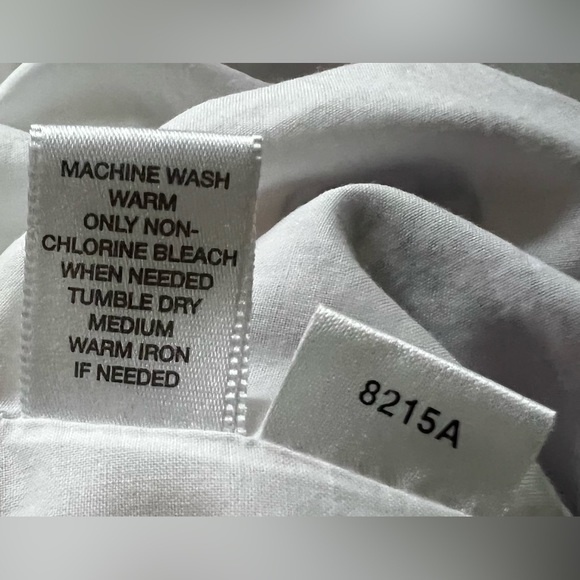 MACHINE WASH
WARM
ONLY NON-
CHLORINE BLEACH
WHEN NEEDED
TUMBLE DRY
MEDIUM
WARM IRON
IF NEEDED
8215A